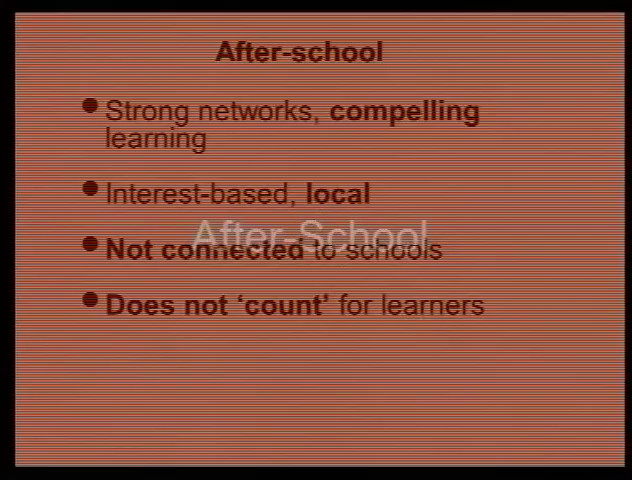 After-school
Strong networks, compelling
learning
Interest-based, local
After-School
Not connected to schools
Does not ‘count’ for learners